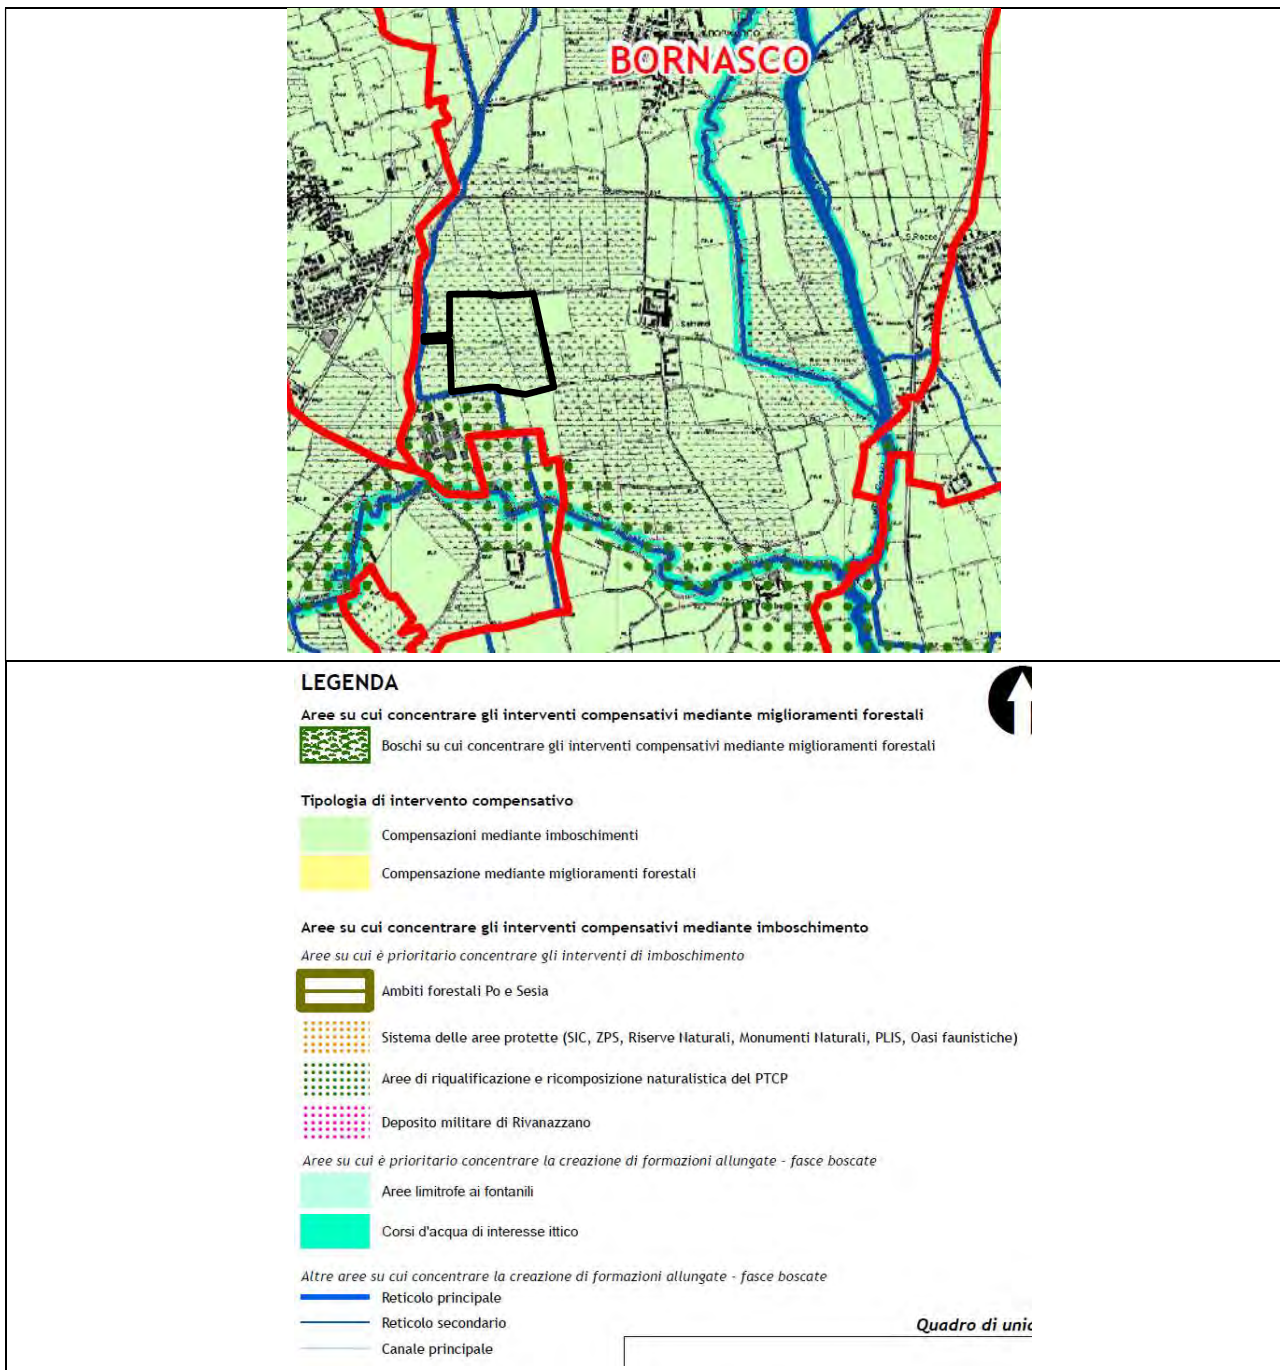 BORNASCO
S.Rocco
LEGENDA
Aree su cui concentrare gli interventi compensativi mediante miglioramenti forestali
Boschi su cui concentrare gli interventi compensativi mediante miglioramenti forestali
Tipologia di intervento compensativo
Compensazioni mediante imboschimenti
Compensazione mediante miglioramenti forestali
Aree su cui concentrare gli interventi compensativi mediante imboschimento
Aree su cui è prioritario concentrare gli interventi di imboschimento
Ambiti forestali Po e Sesia
Sistema delle aree protette (SIC, ZPS, Riserve Naturali, Monumenti Naturali, PLIS, Oasi faunistiche)
Aree di riqualificazione e ricomposizione naturalistica del PTCP
Deposito militare di Rivanazzano
Aree su cui è prioritario concentrare la creazione di formazioni allungate - fasce boscate
Aree limitrofe ai fontanili
Corsi d'acqua di interesse ittico
Altre aree su cui concentrare la creazione di formazioni allungate - fasce boscate
Reticolo principale
Reticolo secondario
Quadro di unio
Canale principale